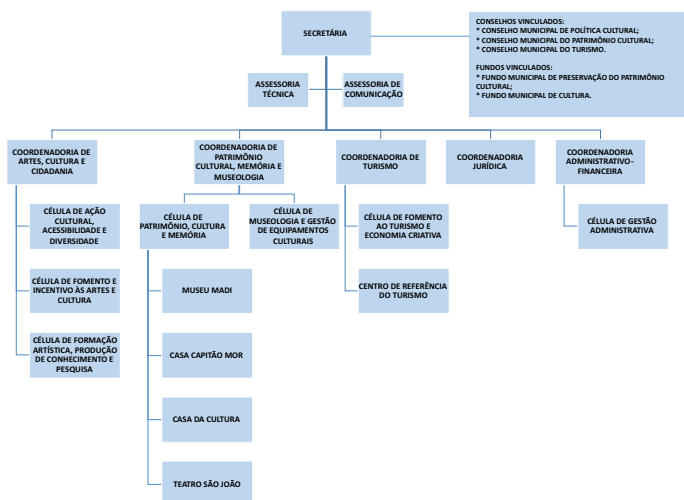 SECRETÁRIA
CONSELHOS VINCULADOS:
* CONSELHO MUNICIPAL DE POLÍTICA CULTURAL;
* CONSELHO MUNICIPAL DO PATRIMÔNIO CULTURAL;
* CONSELHO MUNICIPAL DO TURISMO.
FUNDOS VINCULADOS:
* FUNDO MUNICIPAL DE PRESERVAÇÃO DO PATRIMÔNIO
CULTURAL;
* FUNDO MUNICIPAL DE CULTURA.
ASSESSORIA
TÉCNICA
ASSESSORIA DE
COMUNICAÇÃO
COORDENADORIA DE
ARTES, CULTURA E
CIDADANIA
COORDENADORIA DE
PATRIMÔNIO
CULTURAL, MEMÓRIA E
MUSEOLOGIA
COORDENADORIA DE
TURISMO
COORDENADORIA
JURÍDICA
COORDENADORIA
ADMINISTRATIVO-
FINANCEIRA
CÉLULA DE AÇÃO
CULTURAL,
ACESSIBILIDADE E
DIVERSIDADE
CÉLULA DE
PATRIMÔNIO, CULTURA
E MEMÓRIA
CÉLULA DE
MUSEOLOGIA E GESTÃO
DE EQUIPAMENTOS
CULTURAIS
CÉLULA DE FOMENTO
AO TURISMO E
ECONOMIA CRIATIVA
CÉLULA DE GESTÃO
ADMINISTRATIVA
CÉLULA DE FOMENTO E
INCENTIVO ÀS ARTES E
CULTURA
MUSEU MADI
CENTRO DE REFERÊNCIA
DO TURISMO
CÉLULA DE FORMAÇÃO
ARTÍSTICA, PRODUÇÃO
DE CONHECIMENTO E
PESQUISA
CASA CAPITÃO MOR
CASA DA CULTURA
TEATRO SÃO JOÃO